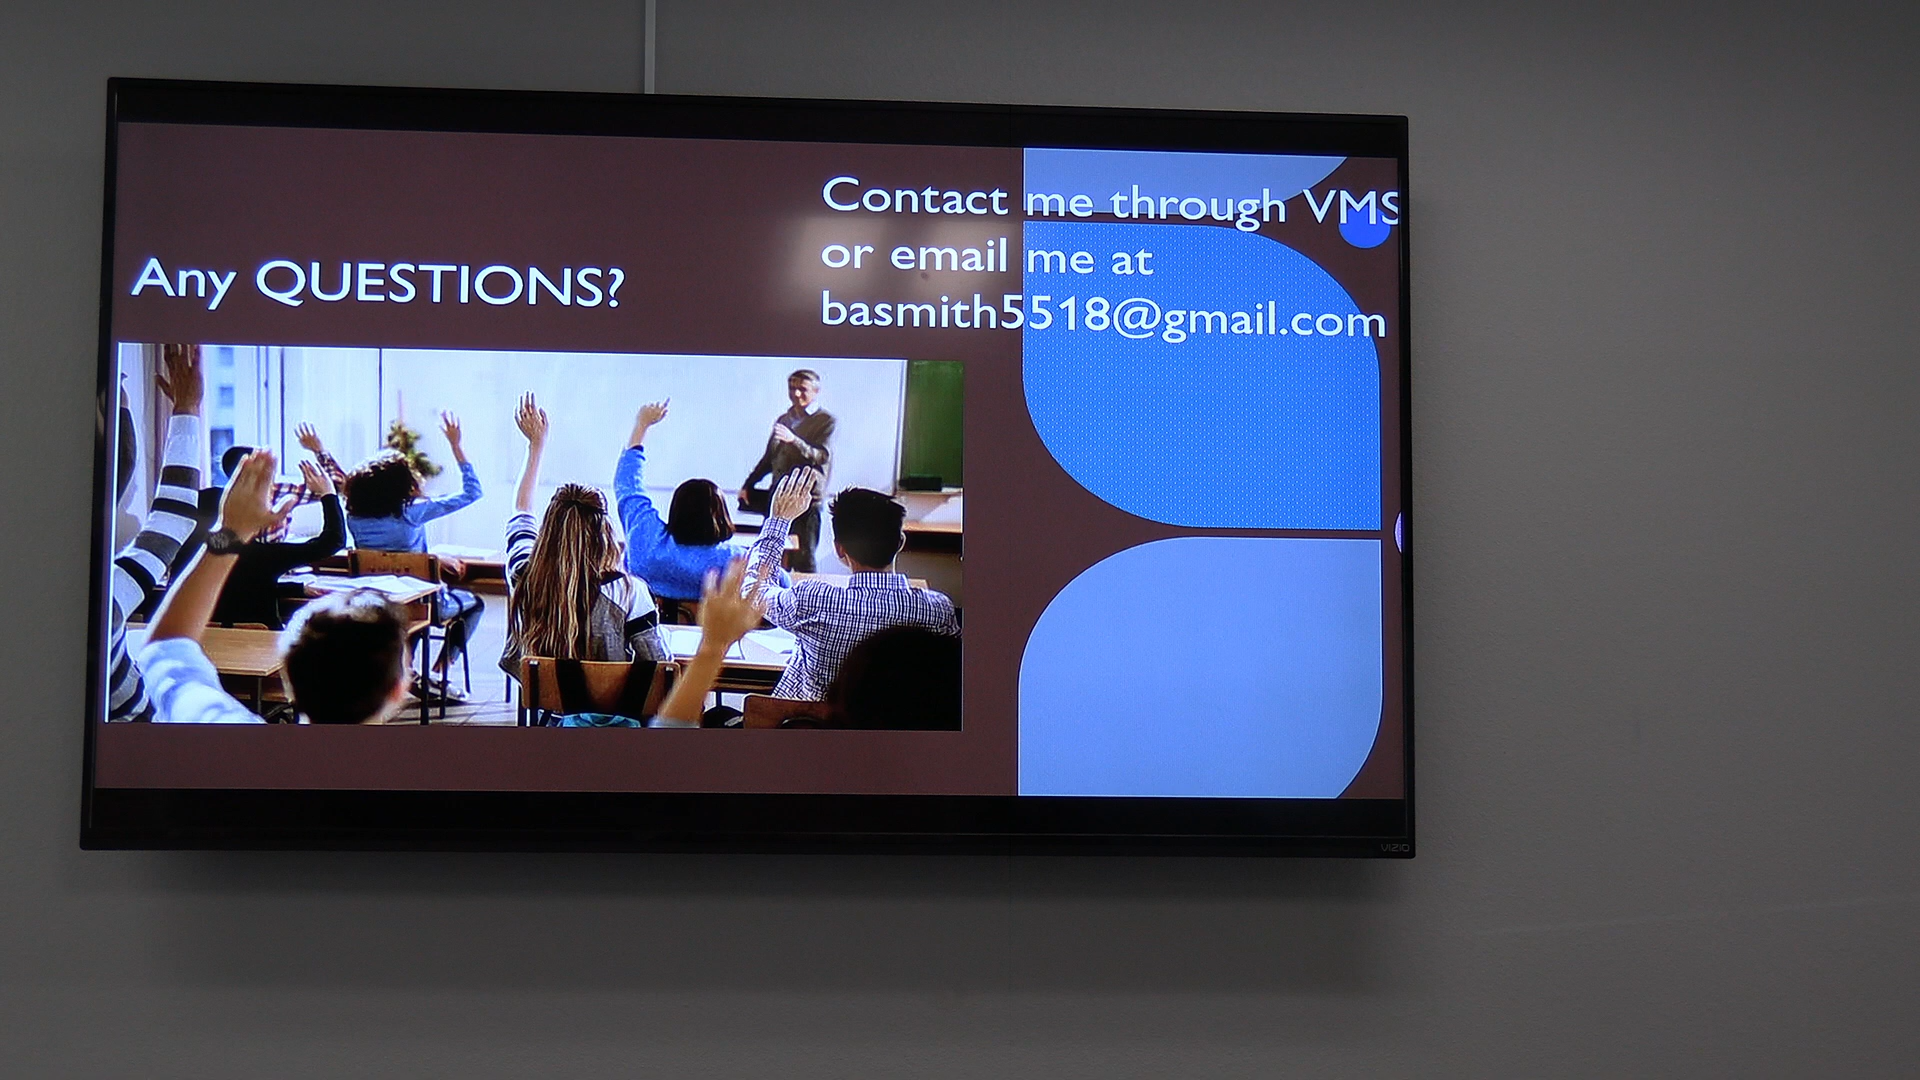 Any QUESTIONS?
Contact me through VMS
or email me at
basmith5518@gmail.com
VIZIO